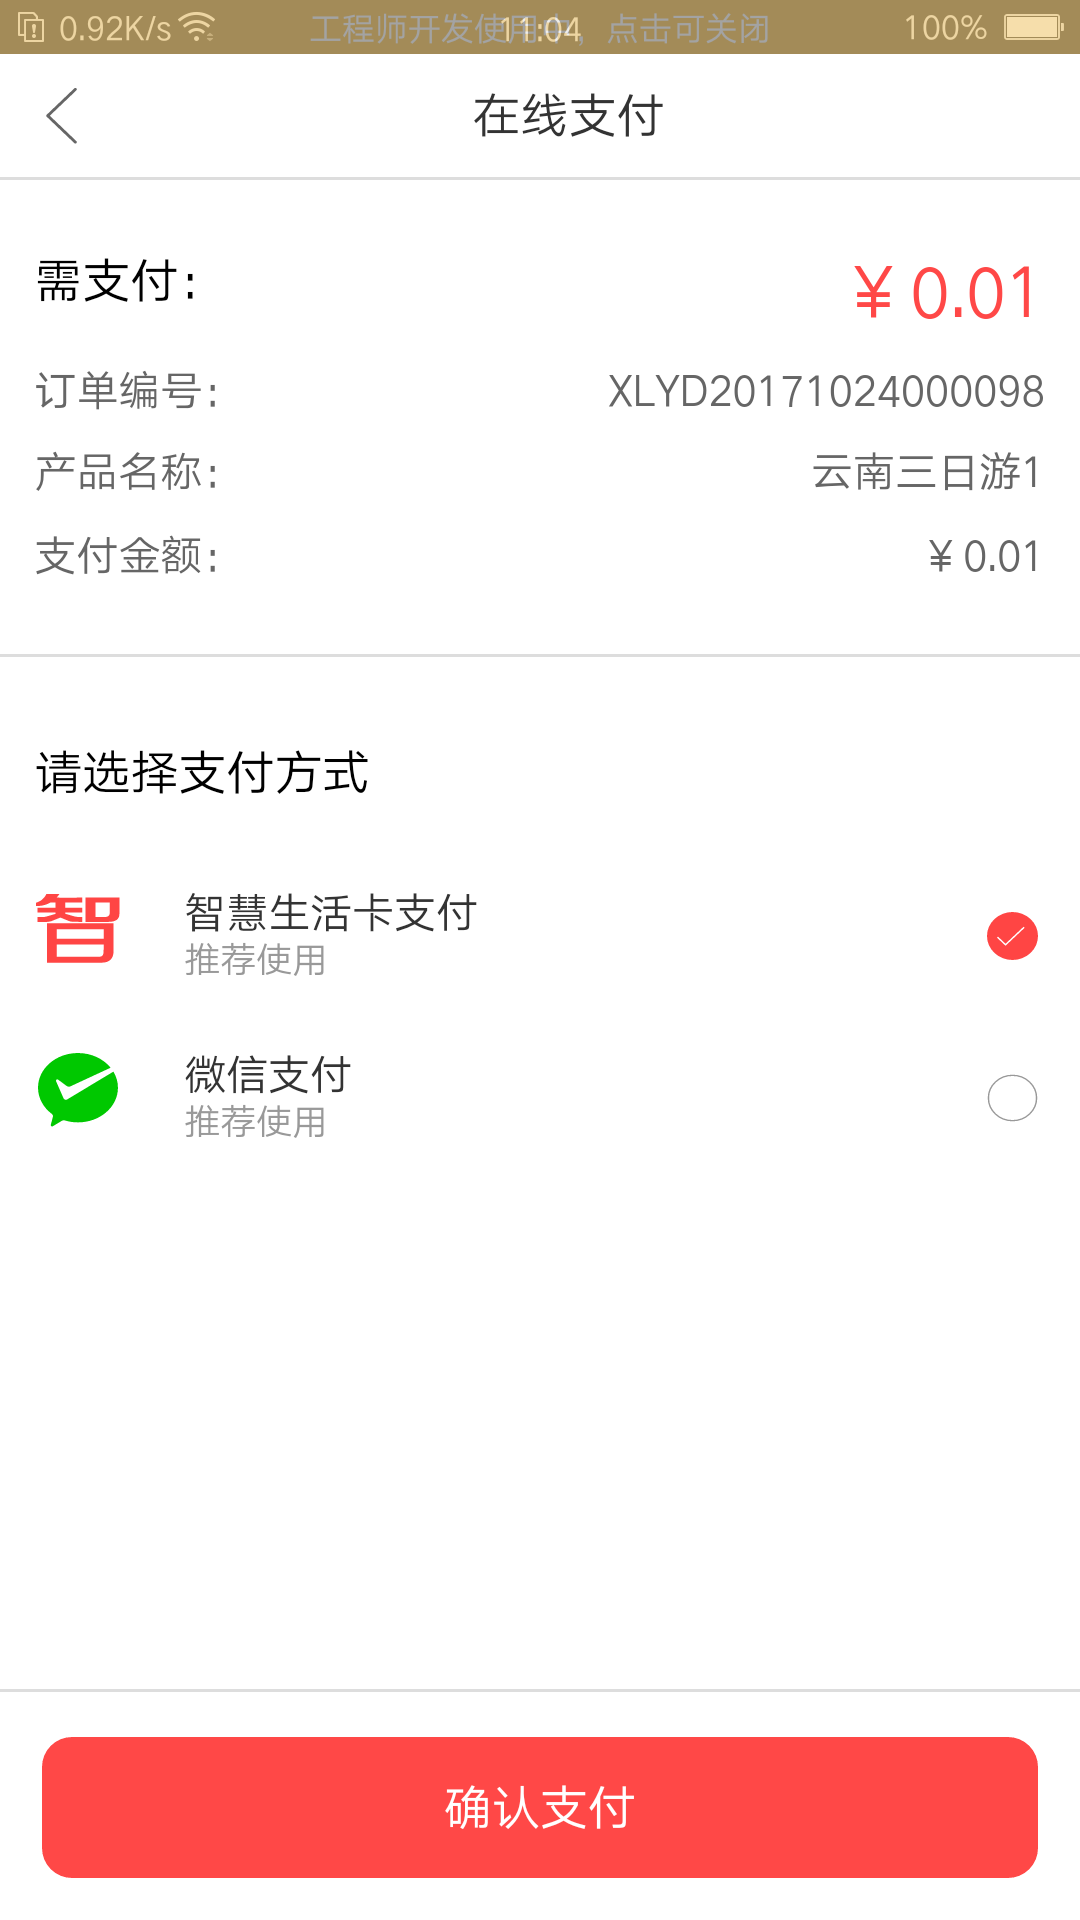 0.92K/s 工程师开发使用中，点击可关闭 11:04 100%
在线支付
需支付: ¥ 0.01
订单编号: XLYD20171024000098
产品名称: 云南三日游1
支付金额: ¥ 0.01
请选择支付方式
智 智慧生活卡支付
推荐使用
微信支付
推荐使用
确认支付